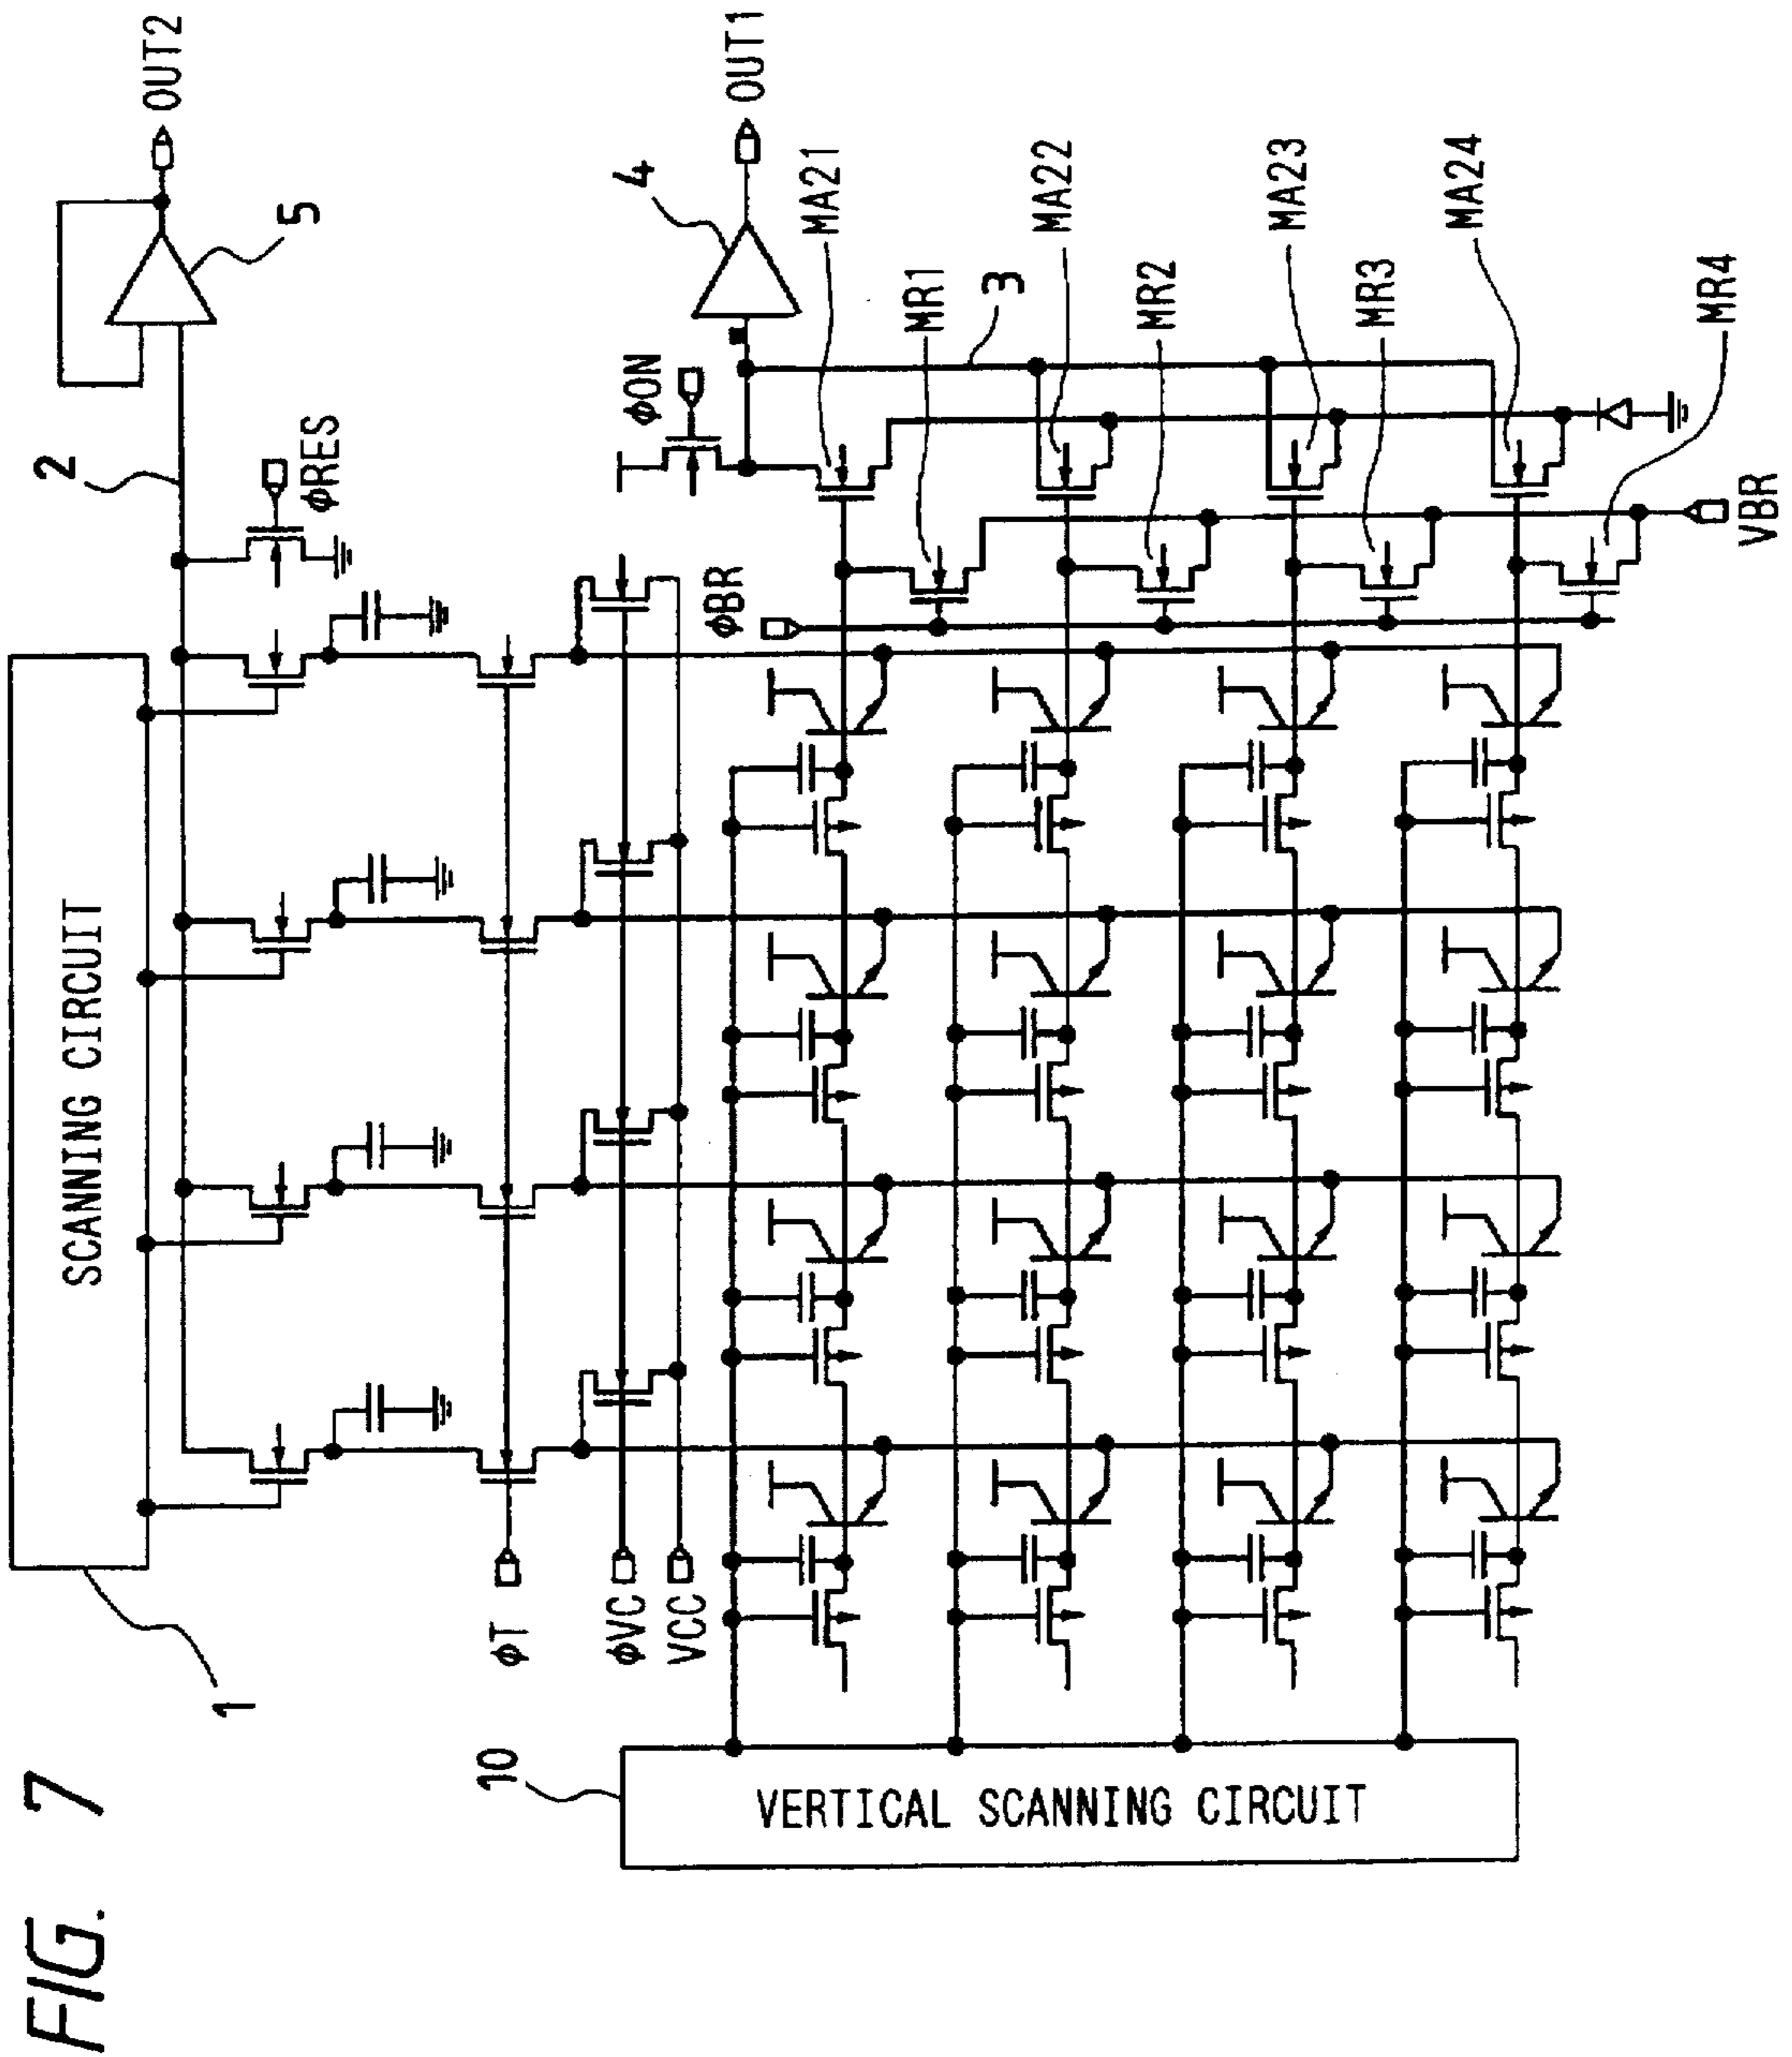 FIG. 7
SCANNING CIRCUIT
1
2
5
OUT2
φRES
φT
φVC
VCC
φON
4
OUT1
φBR
MR1
3
MA21
MA22
MR2
MA23
MR3
MA24
MR4
VBR
10
VERTICAL SCANNING CIRCUIT